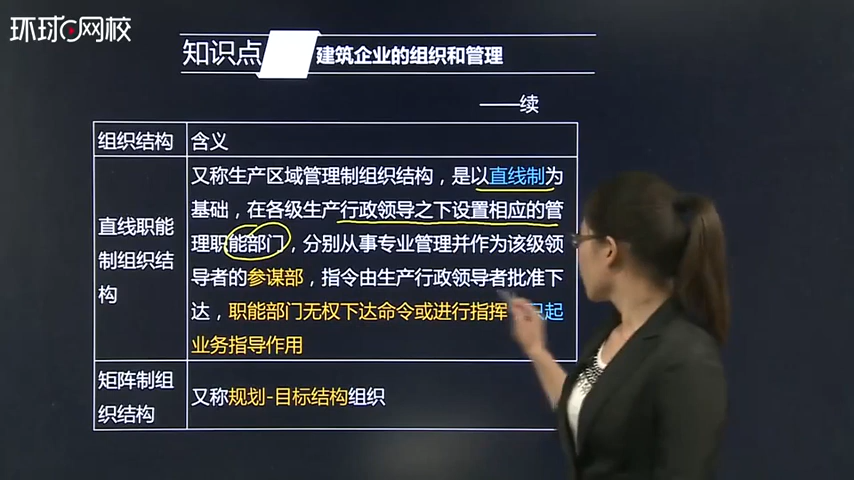 环球网校
知识点
建筑企业的组织和管理
——续
组织结构
含义
直线职能
制组织结
构
又称生产区域管理制组织结构，是以直线制为
基础，在各级生产行政领导之下设置相应的管
理职能部门，分别从事专业管理并作为该级领
导者的参谋部，指令由生产行政领导者批准下
达，职能部门无权下达命令或进行指挥
起
业务指导作用
矩阵制组
织结构
又称规划-目标结构组织